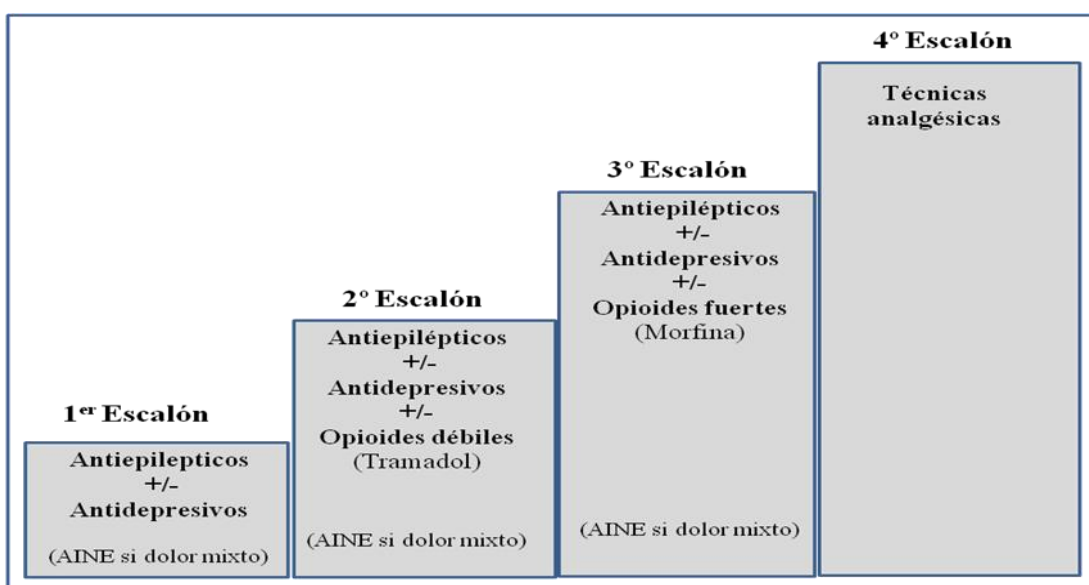 1er Escalón
Antiepilepticos
+/-
Antidepresivos
(AINE si dolor mixto)
2º Escalón
Antiepilépticos
+/-
Antidepresivos
+/-
Opioides débiles
(Tramadol)
(AINE si dolor mixto)
3º Escalón
Antiepilépticos
+/-
Antidepresivos
+/-
Opioides fuertes
(Morfina)
(AINE si dolor mixto)
4º Escalón
Técnicas
analgésicas